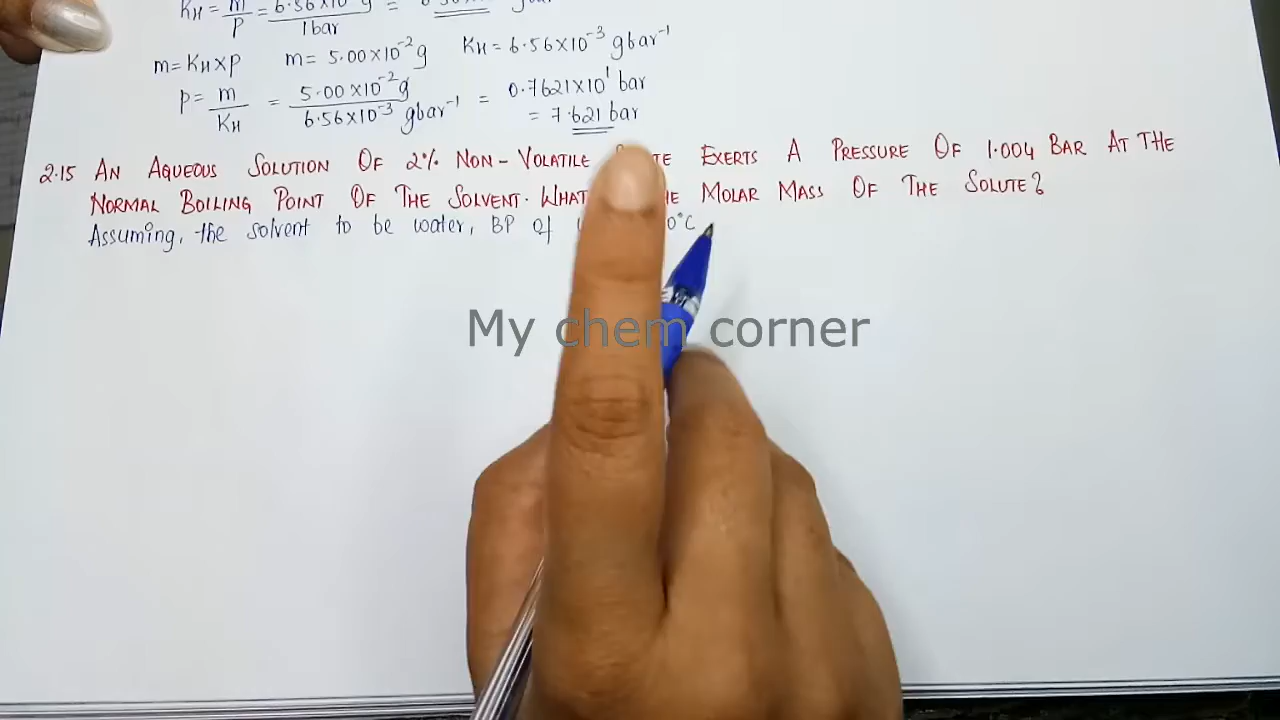 KH = m/P = 6.56×10 g / 1bar =
m=KH×P m= 5.00×10⁻²g KH=6.56×10⁻³ gbar⁻¹
P= m/KH = 5.00×10⁻²g / 6.56×10⁻³ gbar⁻¹ = 0.7621×10¹ bar
= 7.621 bar
2.15 AN AQUEOUS SOLUTION OF 2% NON-VOLATILE EXERTS A PRESSURE OF 1.004 BAR AT THE
NORMAL BOILING POINT OF THE SOLVENT. WHAT MOLAR MASS OF THE SOLUTE?
Assuming, the solvent to be water, BP of 0°C
My chem corner